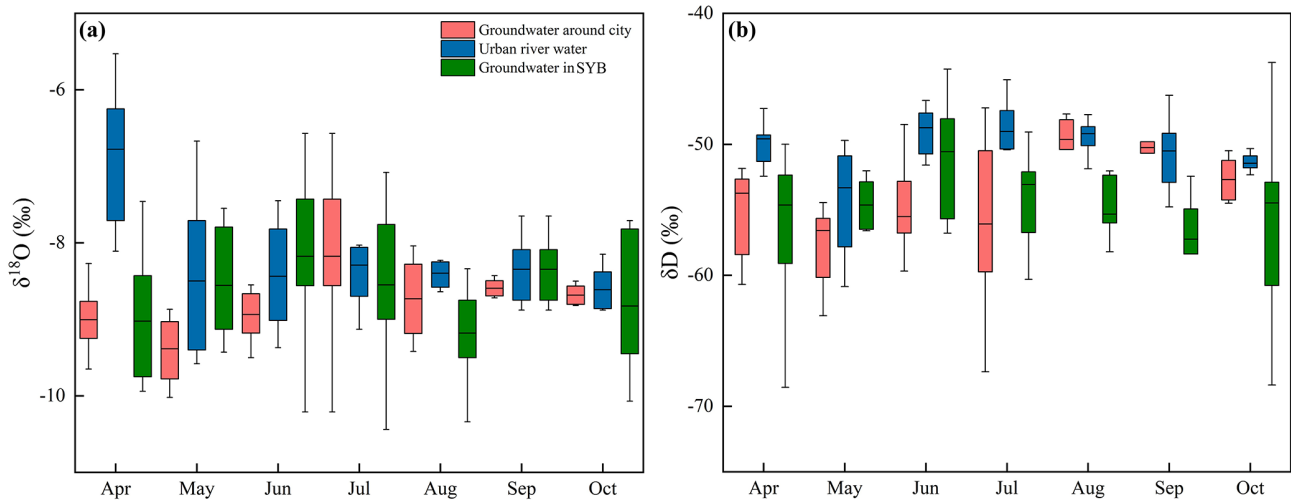 (a)
Groundwater around city
Urban river water
Groundwater in SYB
δ¹⁸O (‰)
-6
-8
-10
Apr May Jun Jul Aug Sep Oct
(b)
δD (‰)
-40
-50
-60
-70
Apr May Jun Jul Aug Sep Oct